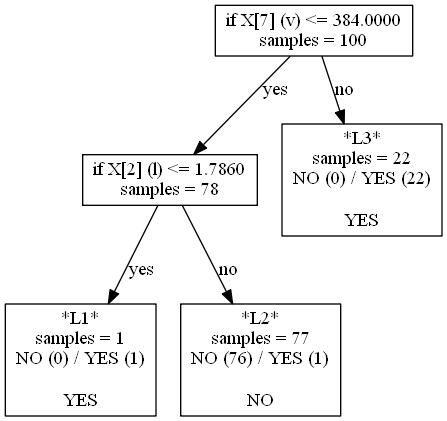 if X[7] (v) <= 384.0000
samples = 100
yes
no
if X[2] (l) <= 1.7860
samples = 78
*L3*
samples = 22
NO (0) / YES (22)
YES
yes
no
*L1*
samples = 1
NO (0) / YES (1)
YES
*L2*
samples = 77
NO (76) / YES (1)
NO